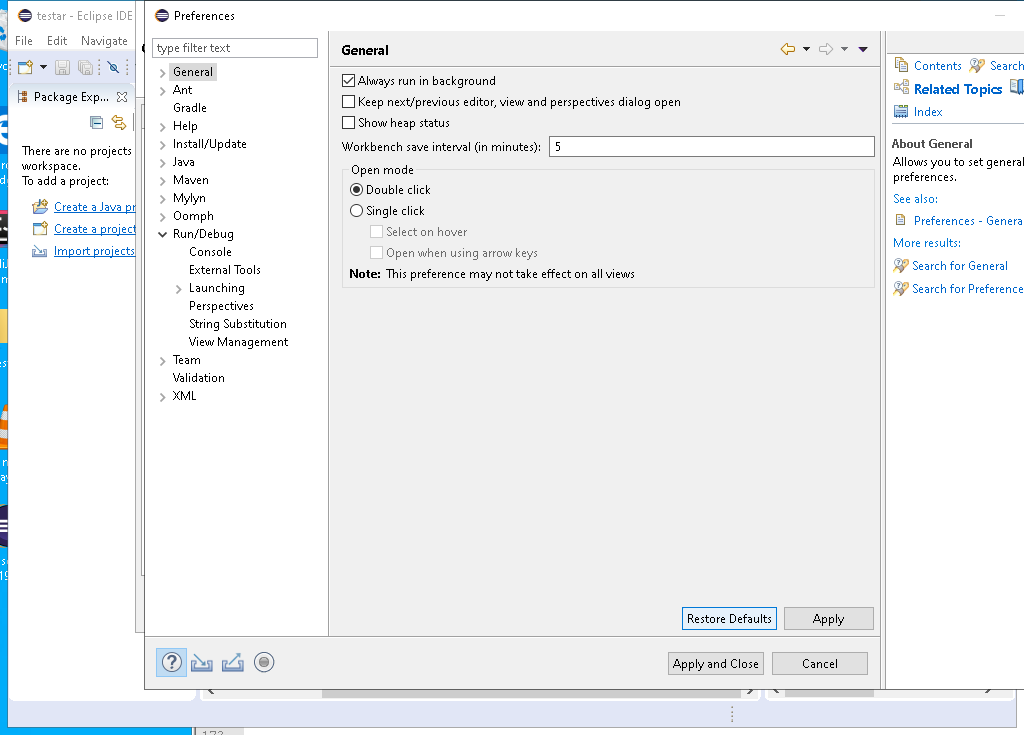 testar - Eclipse IDE
File Edit Navigate
Package Exp...
There are no projects
workspace.
To add a project:
Create a Java pr
Create a project
Import projects
Preferences
type filter text
General
Ant
Gradle
Help
Install/Update
Java
Maven
Mylyn
Oomph
Run/Debug
Console
External Tools
Launching
Perspectives
String Substitution
View Management
Team
Validation
XML
General
Always run in background
Keep next/previous editor, view and perspectives dialog open
Show heap status
Workbench save interval (in minutes): 5
Open mode
Double click
Single click
Select on hover
Open when using arrow keys
Note: This preference may not take effect on all views
Restore Defaults Apply
Apply and Close Cancel
Contents Search
Related Topics
Index
About General
Allows you to set general
preferences.
See also:
Preferences - Genera
More results:
Search for General
Search for Preference